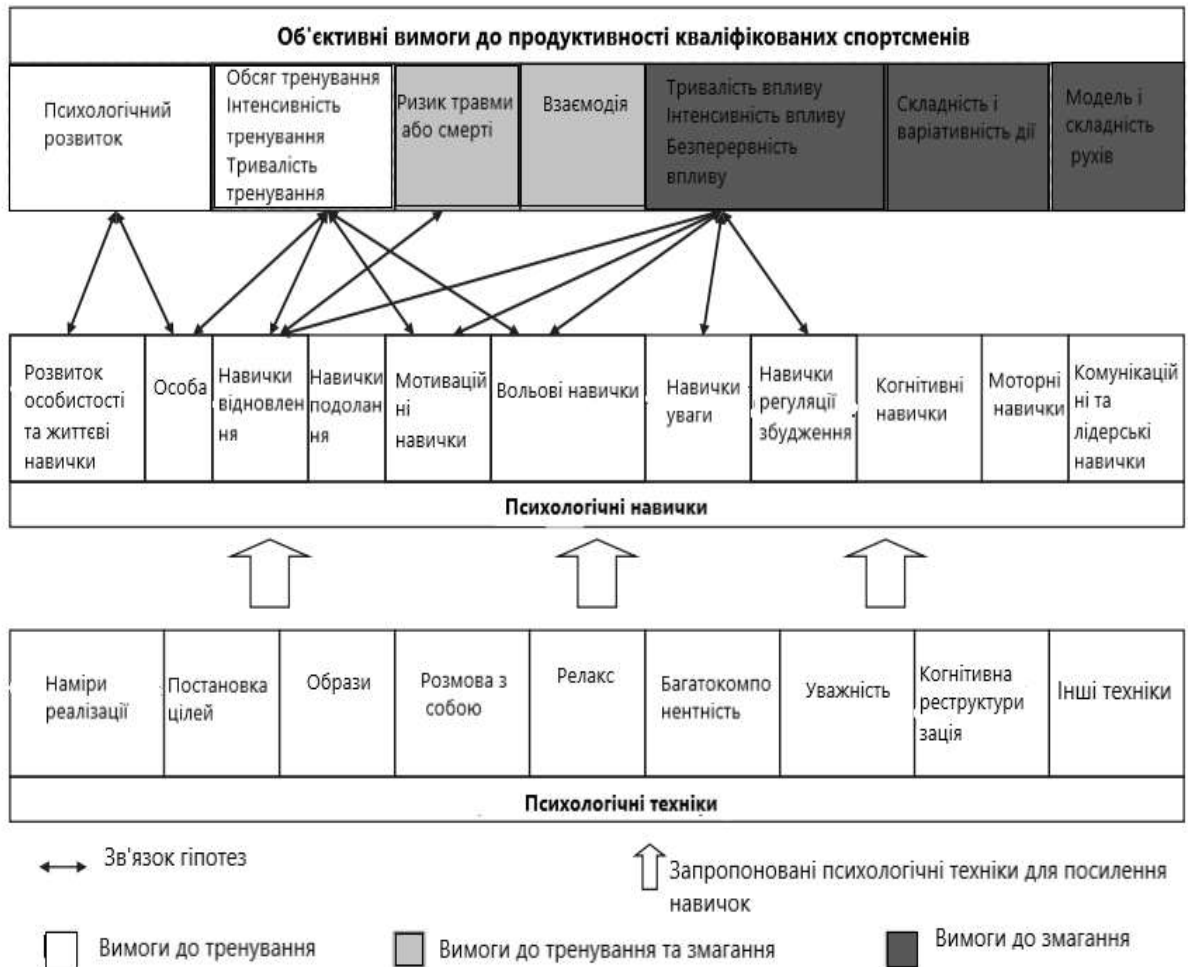 Об'єктивні вимоги до продуктивності кваліфікованих спортсменів
Психологічний
розвиток
Обсяг тренування
Інтенсивність
тренування
Тривалість
тренування
Ризик травми
або смерті
Взаємодія
Тривалість впливу
Інтенсивність впливу
Безперервність
впливу
Складність і
варіативність дії
Модель і
складність
рухів
Розвиток
особистості
та життєві
навички
Особа
Навички
відновлен
ня
Навички
подолан
ня
Мотивацій
ні
навички
Вольові навички
Навички
уваги
Навички
регуляції
збудження
Когнітивні
навички
Моторні
навички
Комунікацій
ні та
лідерські
навички
Психологічні навички
Наміри
реалізації
Постановка
цілей
Образи
Розмова з
собою
Релакс
Багатокомпо
нентність
Уважність
Когнітивна
реструктури
зація
Інші техніки
Психологічні техніки
Зв'язок гіпотез
Запропоновані психологічні техніки для посилення
навичок
Вимоги до тренування
Вимоги до тренування та змагання
Вимоги до змагання